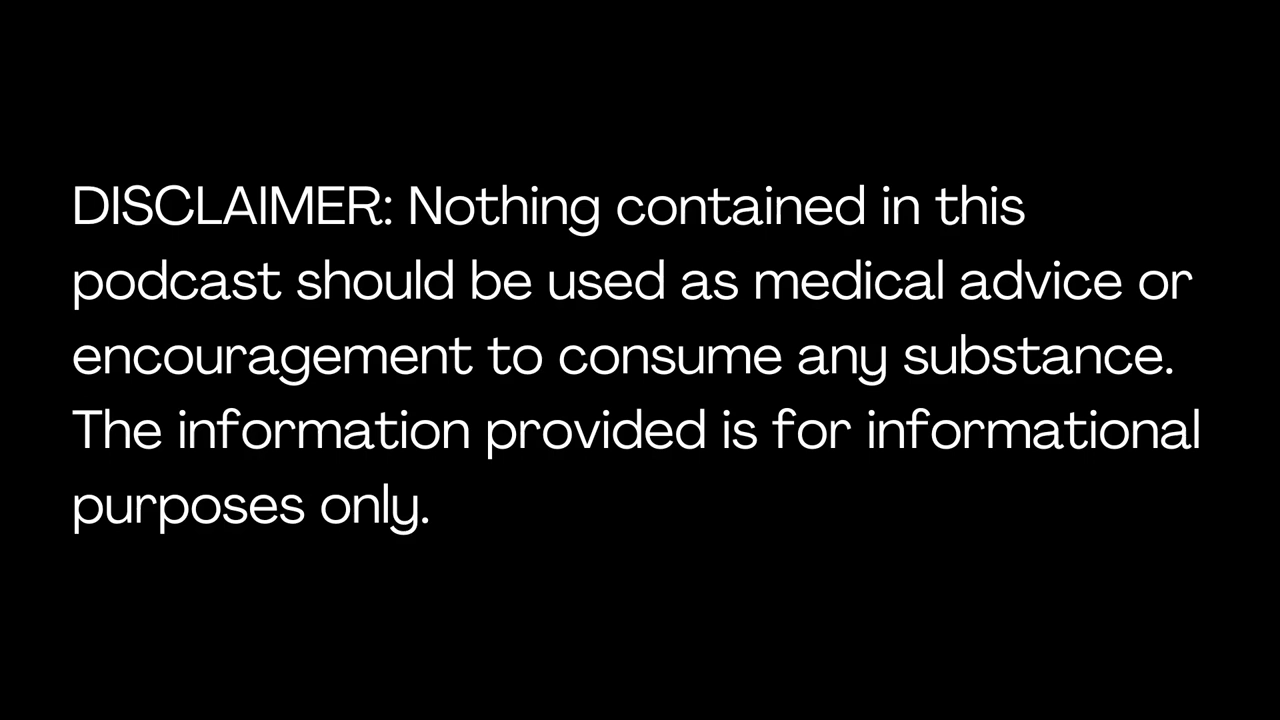 DISCLAIMER: Nothing contained in this
podcast should be used as medical advice or
encouragement to consume any substance.
The information provided is for informational
purposes only.